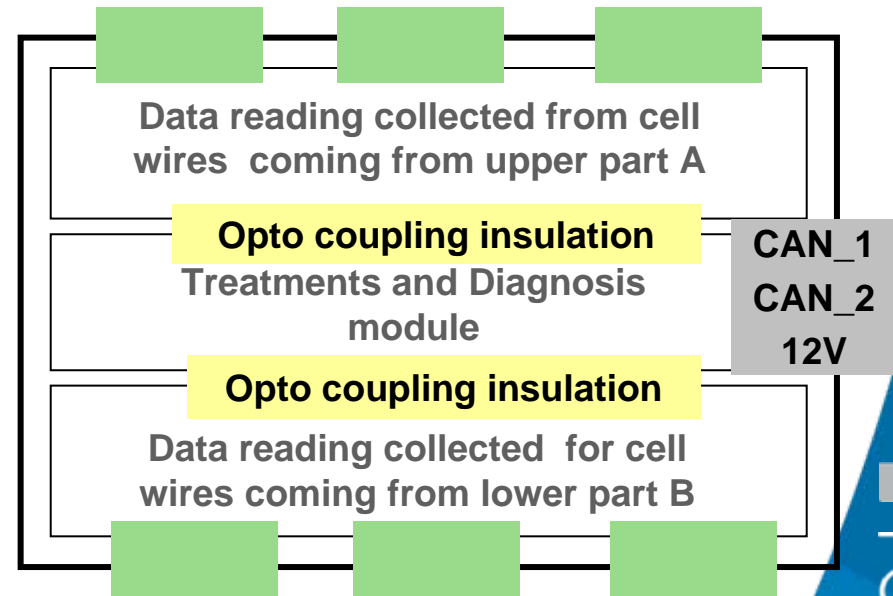 Data reading collected from cell
wires coming from upper part A
Opto coupling insulation
Treatments and Diagnosis
module
CAN_1
CAN_2
12V
Opto coupling insulation
Data reading collected for cell
wires coming from lower part B